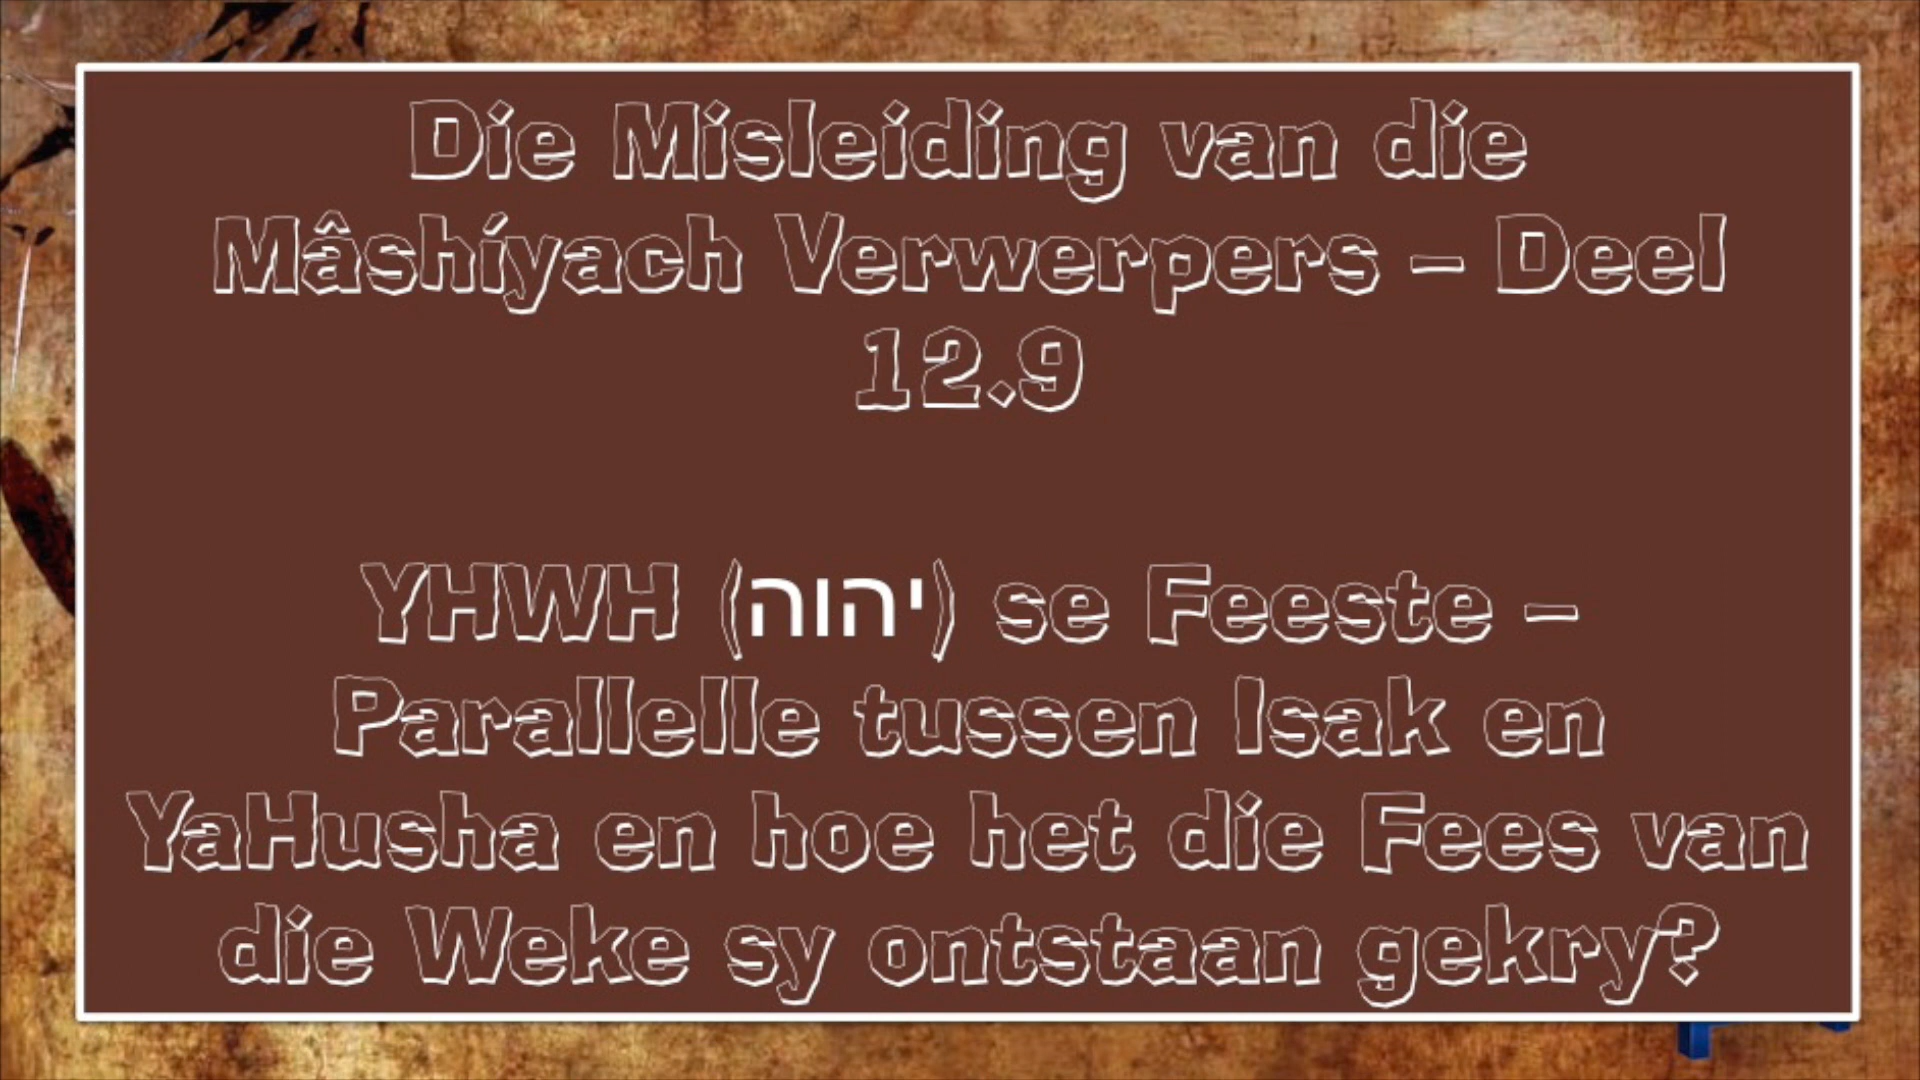 Die Misleiding van die
Mâshíyach Verwerpers – Deel
12.9
YHWH (יהוה) se Feeste –
Parallelle tussen Isak en
YaHusha en hoe het die Fees van
die Weke sy ontstaan gekry?